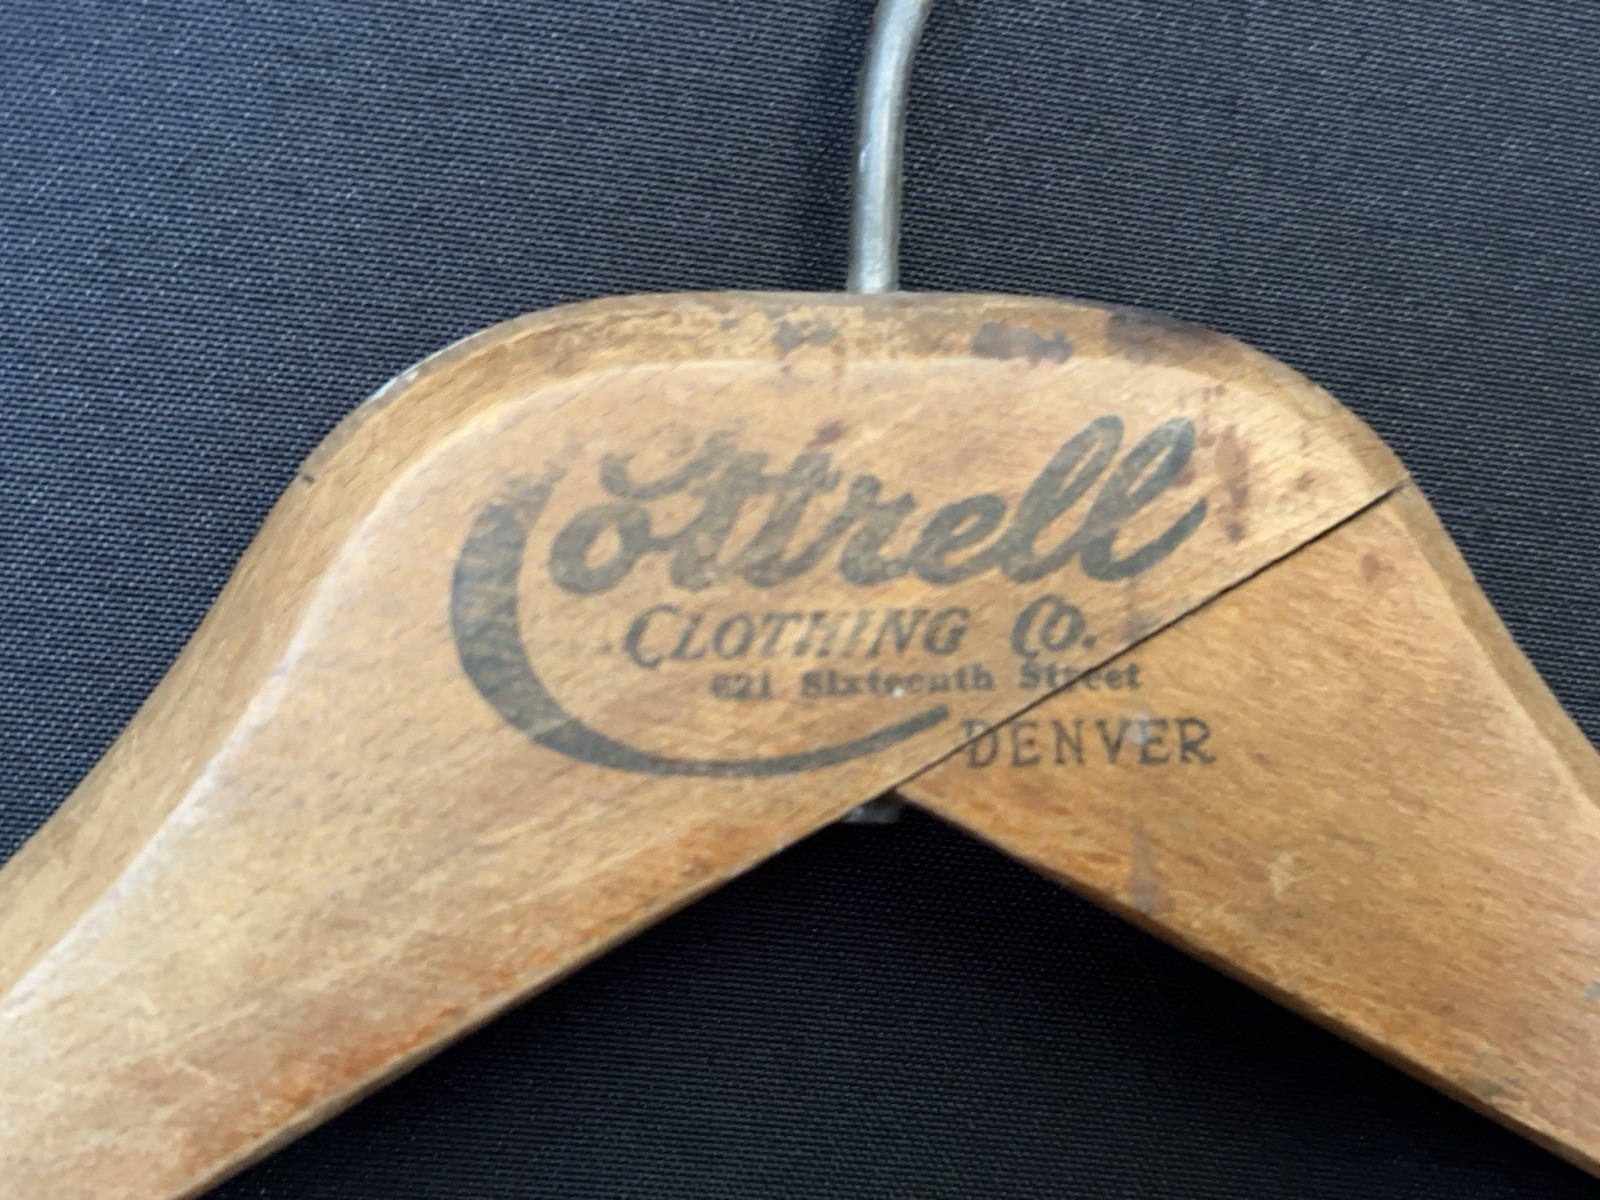 Cottrell
CLOTHING CO.
621 Sixteenth Street
DENVER